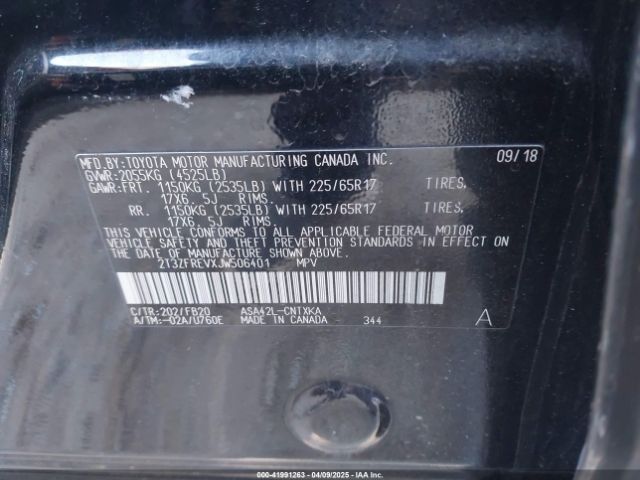 MFD.BY:TOYOTA MOTOR MANUFACTURING CANADA INC. 09/18
GVWR:2055KG (4525LB)
GAWR:FRT. 1150KG (2535LB) WITH 225/65R17 TIRES,
17X6.5J RIMS.
RR. 1150KG (2535LB) WITH 225/65R17 TIRES,
17X6.5J RIMS.
THIS VEHICLE CONFORMS TO ALL APPLICABLE FEDERAL MOTOR
VEHICLE SAFETY AND THEFT PREVENTION STANDARDS IN EFFECT ON
THE DATE OF MANUFACTURE SHOWN ABOVE.
2T3ZFREVXJW506401 MPV
C/TR:202/FB20 ASA42L-CNTXKA
A/TM:-02A/U760E MADE IN CANADA 344 A
000-41991263 - 04/09/2025 - IAA Inc.